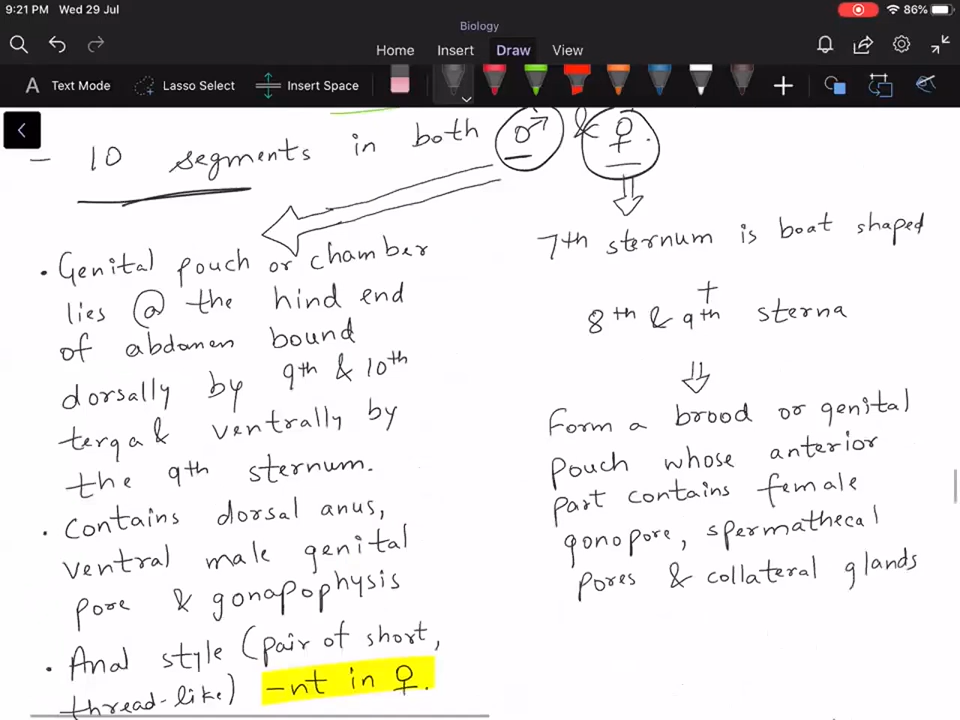 9:21 PM Wed 29 Jul
86%
Biology
Home Insert Draw View
Text Mode Lasso Select Insert Space
- 10 segments in both ♂ & ♀
• Genital pouch or chamber
lies @ the hind end
of abdomen bound
dorsally by 9th & 10th
terga & ventrally by
the 9th sternum.
• Contains dorsal anus,
ventral male genital
pore & gonapophysis
• Anal style (pair of short,
thread-like) -nt in ♀.
7th sternum is boat shaped
+
8th & 9th sterna
⇓
Form a brood or genital
pouch whose anterior
part contains female
gonopore, spermathecal
pores & collateral glands